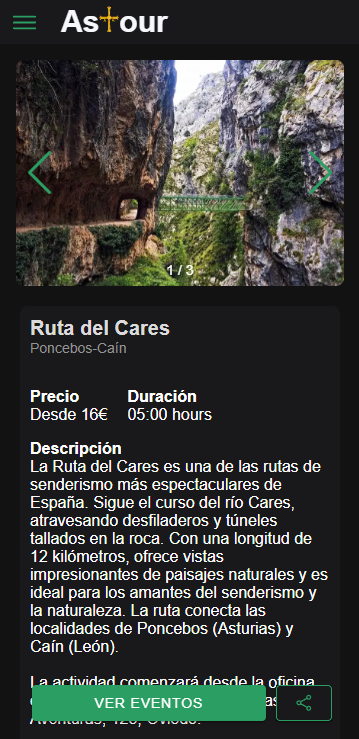 Astour
1 / 3
Ruta del Cares
Poncebos-Caín
Precio Duración
Desde 16€ 05:00 hours
Descripción
La Ruta del Cares es una de las rutas de
senderismo más espectaculares de
España. Sigue el curso del río Cares,
atravesando desfiladeros y túneles
tallados en la roca. Con una longitud de
12 kilómetros, ofrece vistas
impresionantes de paisajes naturales y es
ideal para los amantes del senderismo y
la naturaleza. La ruta conecta las
localidades de Poncebos (Asturias) y
Caín (León).
La actividad comenzará desde la oficina
VER EVENTOS
Oviedo.